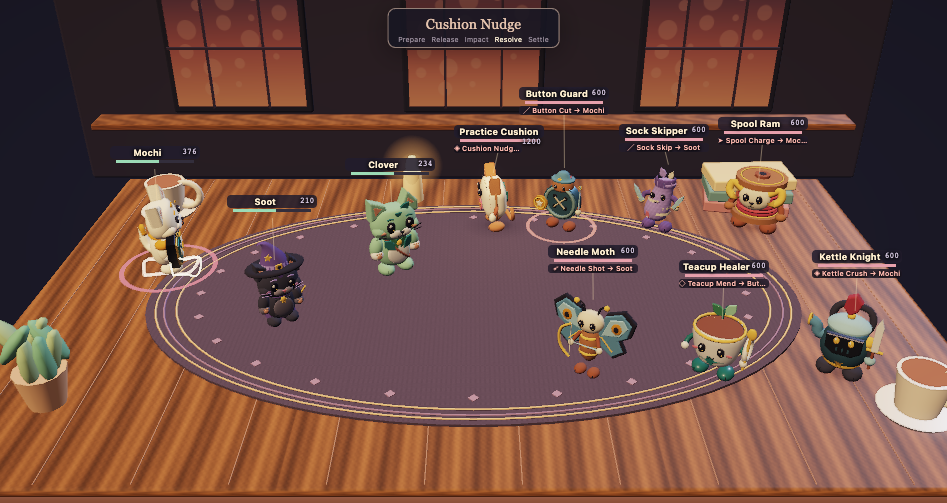 Cushion Nudge
Prepare Release Impact Resolve Settle
Button Guard 600
⟋ Button Cut → Mochi
Practice Cushion 1200
◈ Cushion Nudg...
Sock Skipper 600
⟋ Sock Skip → Soot
Spool Ram 600
➤ Spool Charge → Moc...
Mochi 376
Clover 234
Soot 210
Needle Moth 600
➶ Needle Shot → Soot
Teacup Healer 600
◇ Teacup Mend → But...
Kettle Knight 600
◈ Kettle Crush → Mochi